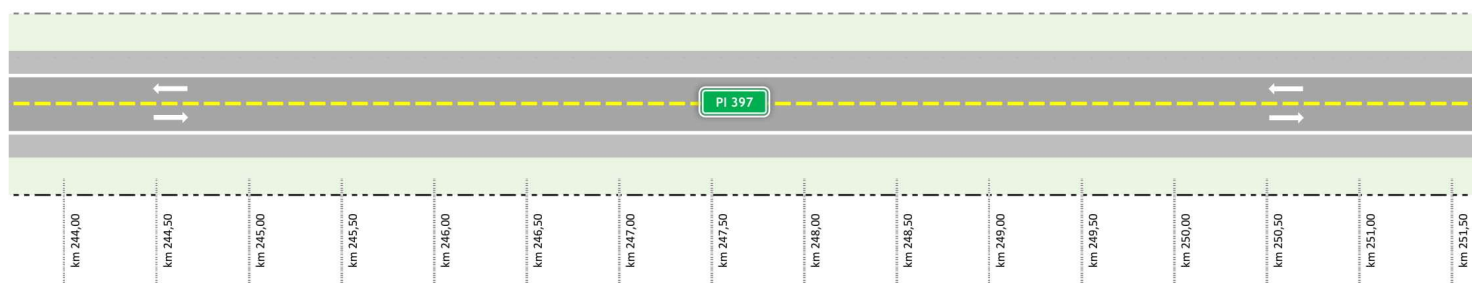 PI 397
km 244,00
km 244,50
km 245,00
km 245,50
km 246,00
km 246,50
km 247,00
km 247,50
km 248,00
km 248,50
km 249,00
km 249,50
km 250,00
km 250,50
km 251,00
km 251,50